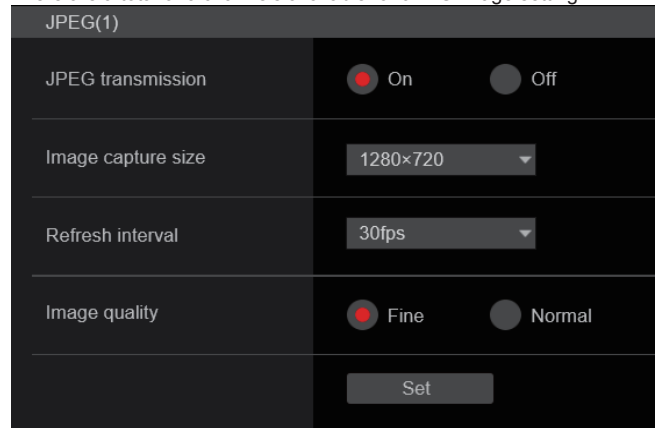 JPEG(1)
JPEG transmission On Off
Image capture size 1280×720
Refresh interval 30fps
Image quality Fine Normal
Set